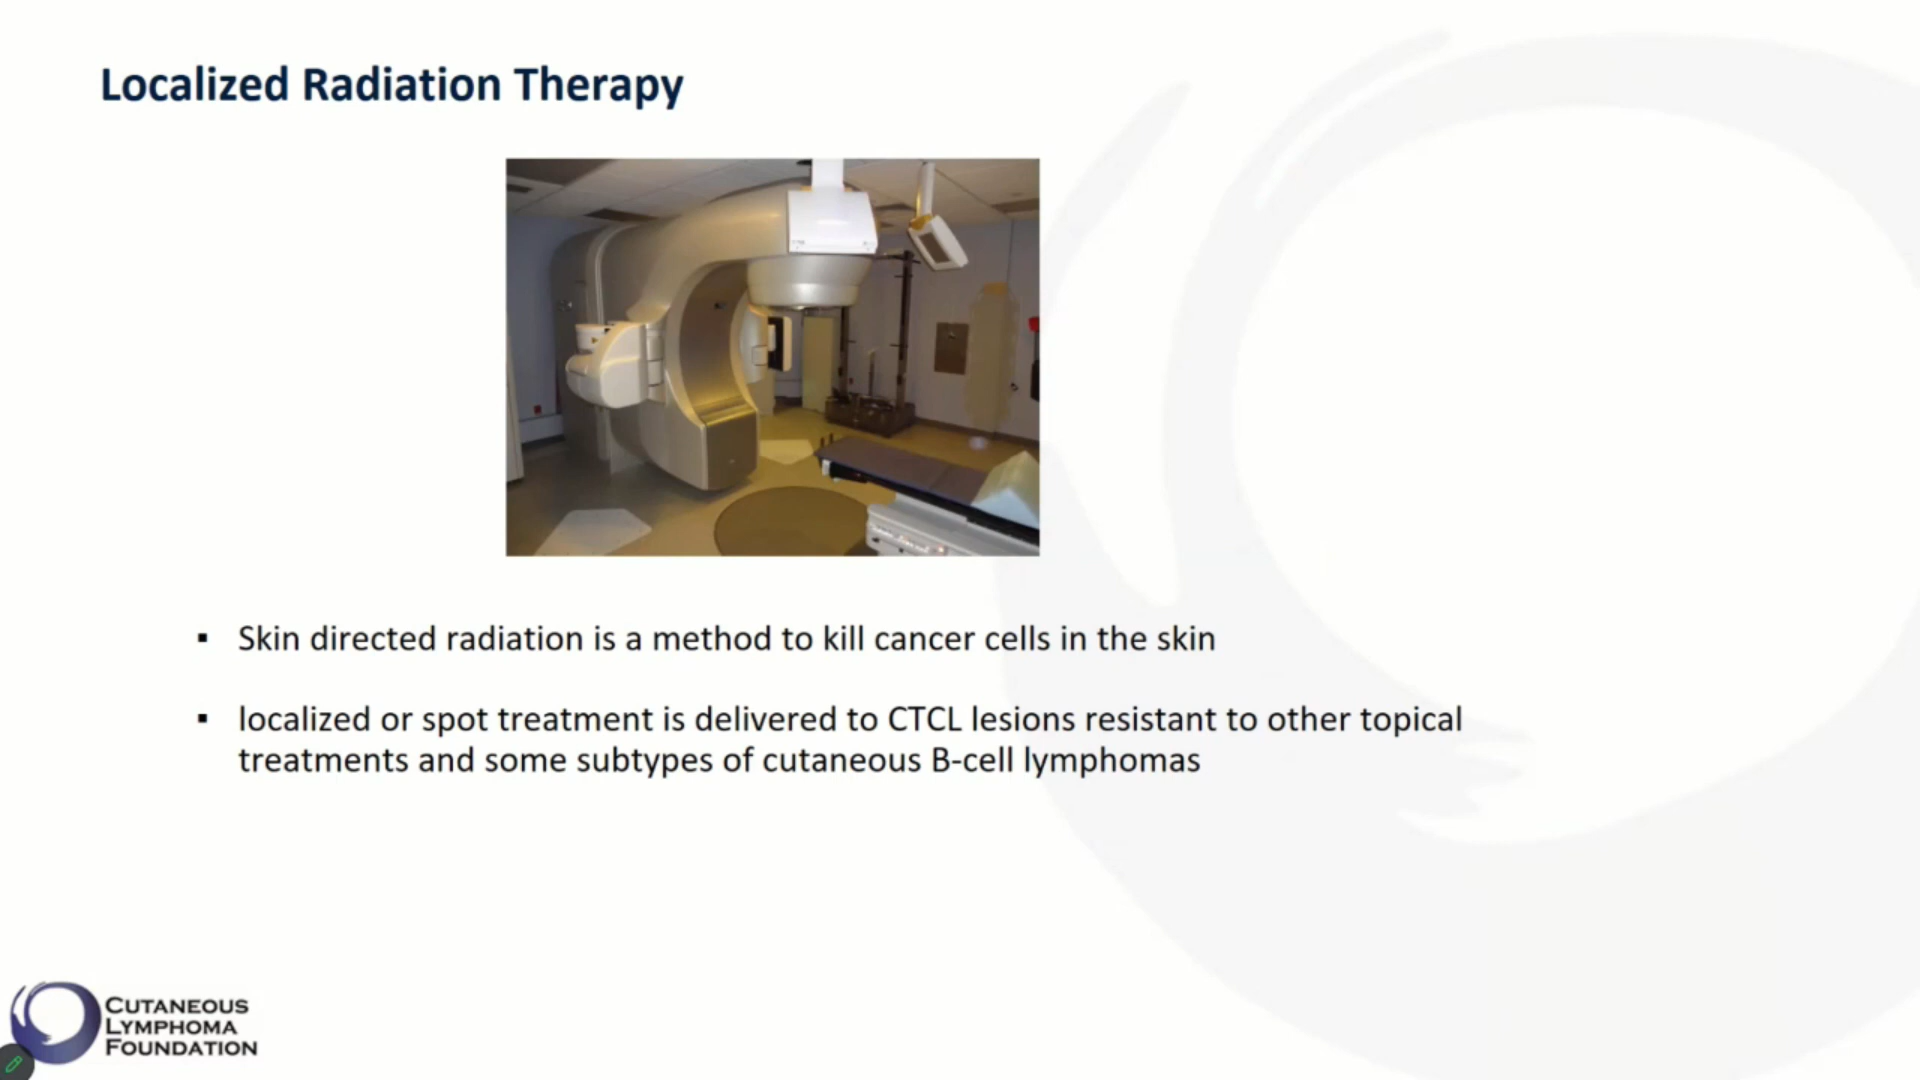 Localized Radiation Therapy
▪ Skin directed radiation is a method to kill cancer cells in the skin
▪ localized or spot treatment is delivered to CTCL lesions resistant to other topical
treatments and some subtypes of cutaneous B-cell lymphomas
CUTANEOUS
LYMPHOMA
FOUNDATION